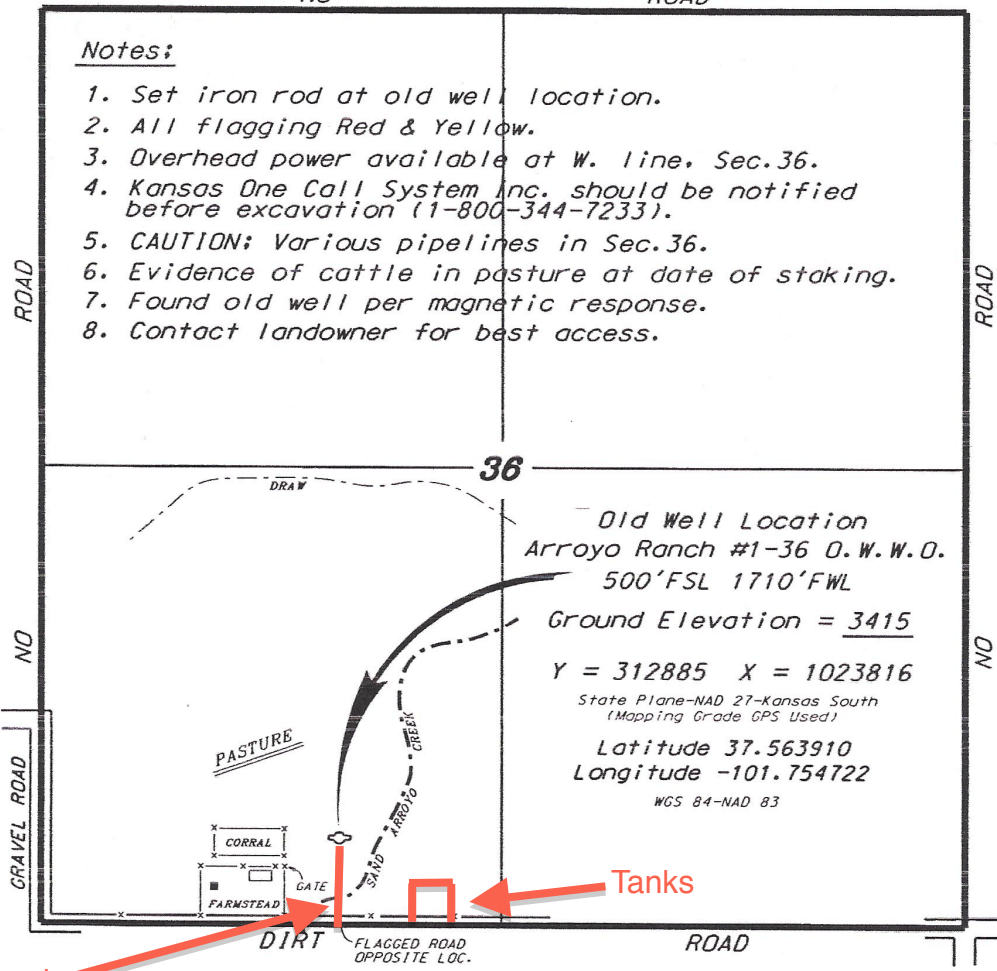 ROAD
Notes:
1. Set iron rod at old well location.
2. All flagging Red & Yellow.
3. Overhead power available at W. line, Sec.36.
4. Kansas One Call System Inc. should be notified
before excavation (1-800-344-7233).
5. CAUTION: Various pipelines in Sec.36.
6. Evidence of cattle in pasture at date of staking.
7. Found old well per magnetic response.
8. Contact landowner for best access.
ROAD
ROAD
36
DRAW
Old Well Location
Arroyo Ranch #1-36 O.W.W.O.
500'FSL 1710'FWL
Ground Elevation = 3415
NO
NO
Y = 312885 X = 1023816
State Plane-NAD 27-Kansas South
(Mapping Grade GPS Used)
Latitude 37.563910
Longitude -101.754722
WGS 84-NAD 83
PASTURE
SAND ARROYO CREEK
GRAVEL ROAD
CORRAL
GATE
FARMSTEAD
Tanks
DIRT
ROAD
FLAGGED ROAD
OPPOSITE LOC.